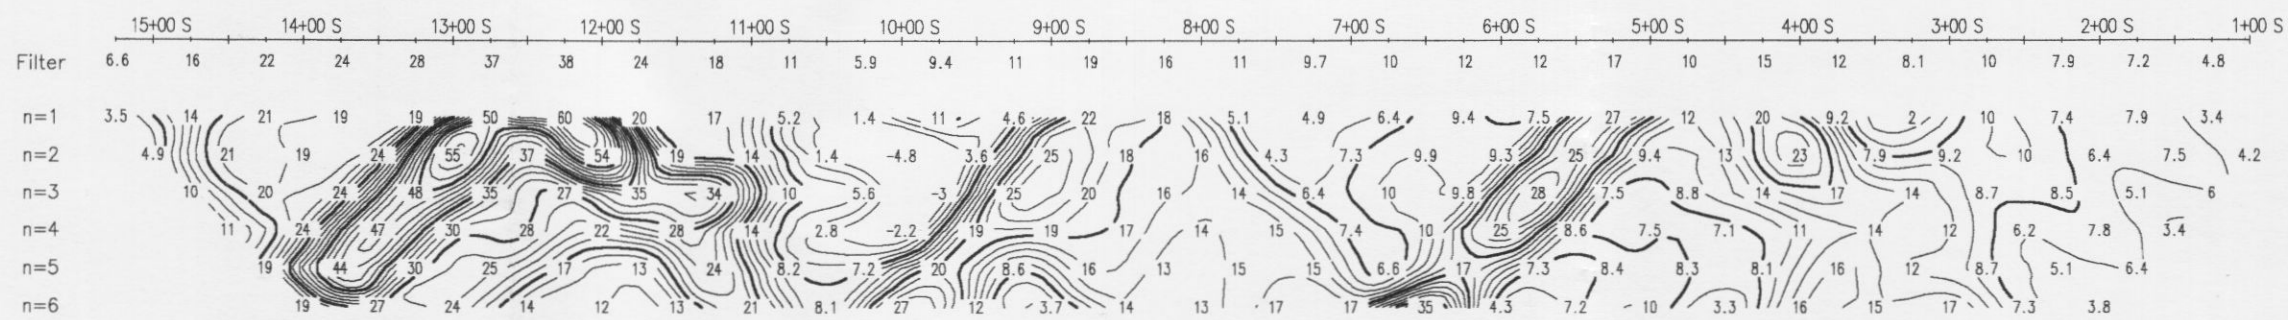 15+00 S 14+00 S 13+00 S 12+00 S 11+00 S 10+00 S 9+00 S 8+00 S 7+00 S 6+00 S 5+00 S 4+00 S 3+00 S 2+00 S 1+00 S
Filter 6.6 16 22 24 28 37 38 24 18 11 5.9 9.4 11 19 16 11 9.7 10 12 12 17 10 15 12 8.1 10 7.9 7.2 4.8
n=1 3.5 14 21 19 19 50 60 20 17 5.2 1.4 11 4.6 22 18 5.1 4.9 6.4 9.4 7.5 27 12 20 9.2 2 10 7.4 7.9 3.4
n=2 4.9 21 19 24 55 37 54 19 14 1.4 -4.8 3.6 25 18 16 4.3 7.3 9.9 9.3 25 9.4 13 23 7.9 9.2 10 6.4 7.5 4.2
n=3 10 20 24 48 35 27 35 34 10 5.6 -3 25 20 16 14 6.4 10 9.8 28 7.5 8.8 14 17 14 8.7 8.5 5.1 6
n=4 11 24 47 30 28 22 28 14 2.8 -2.2 19 19 17 14 15 7.4 10 25 8.6 7.5 7.1 11 14 12 6.2 7.8 3.4
n=5 19 44 30 25 17 13 24 8.2 7.2 20 8.6 16 13 15 15 6.6 17 7.3 8.4 8.3 8.1 16 12 8.7 5.1 6.4
n=6 19 27 24 14 12 13 21 8.1 27 12 3.7 14 13 17 17 35 4.3 7.2 10 3.3 16 15 17 7.3 3.8